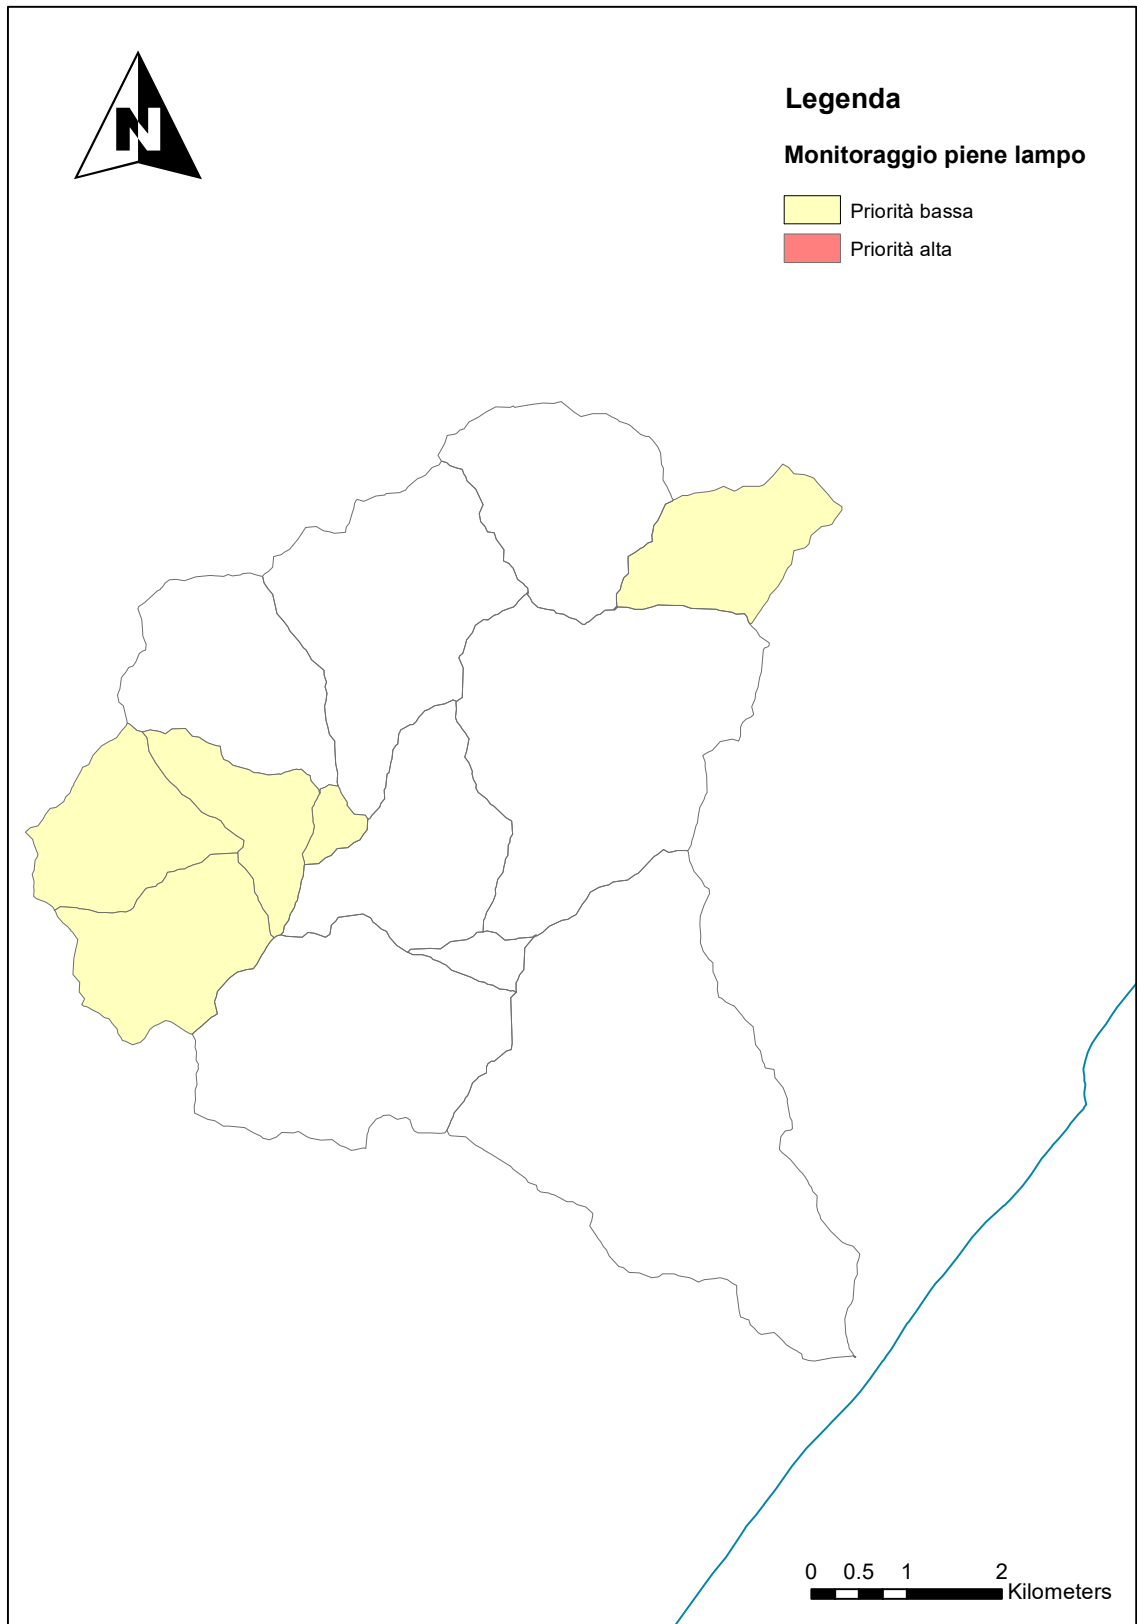 N
Legenda
Monitoraggio piene lampo
Priorità bassa
Priorità alta
0 0.5 1 2
Kilometers